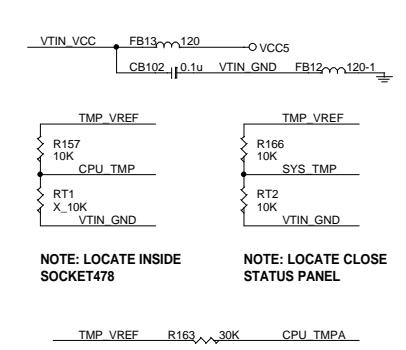 VTIN_VCC FB13 120 VCC5
CB102 0.1u VTIN_GND FB12 120-1
TMP_VREF TMP_VREF
R157 R166
10K 10K
CPU_TMP SYS_TMP
RT1 RT2
X_10K 10K
VTIN_GND VTIN_GND
NOTE: LOCATE INSIDE
SOCKET478
NOTE: LOCATE CLOSE
STATUS PANEL
TMP_VREF R163 30K CPU_TMPA